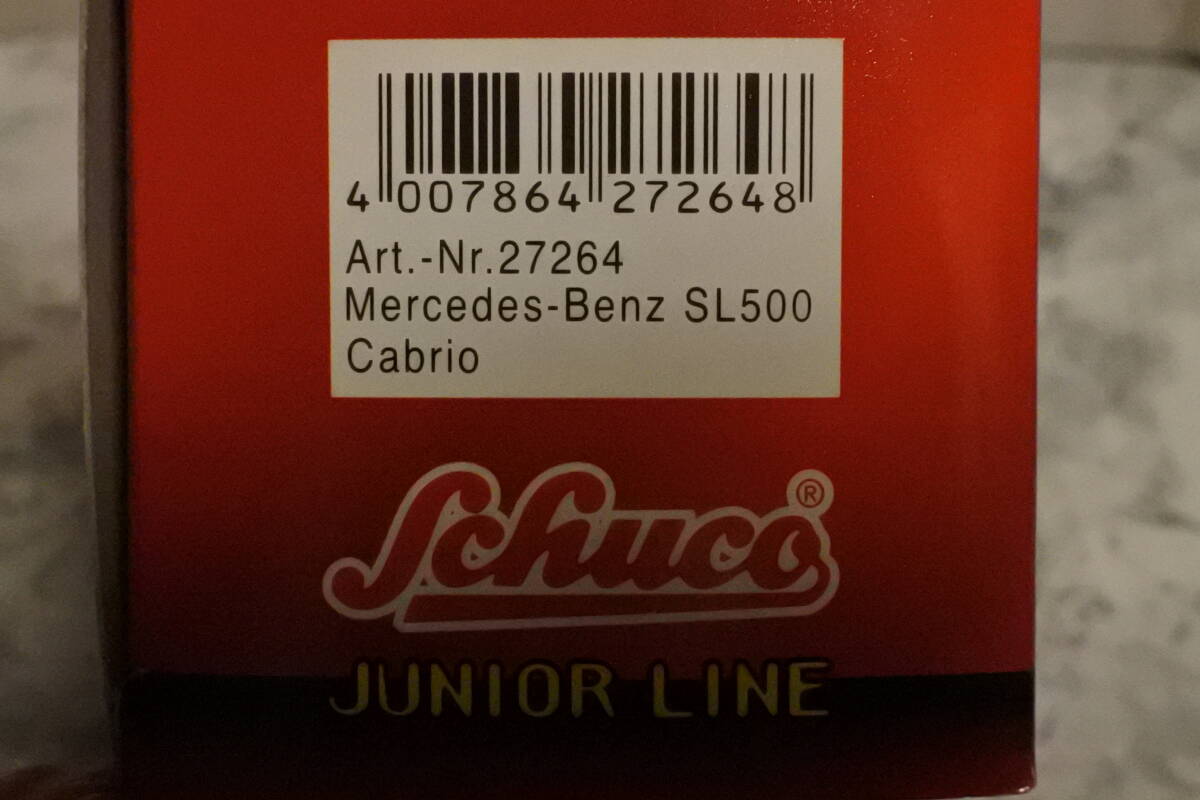 4 007864 272648
Art.-Nr.27264
Mercedes-Benz SL500
Cabrio
Schuco®
JUNIOR LINE